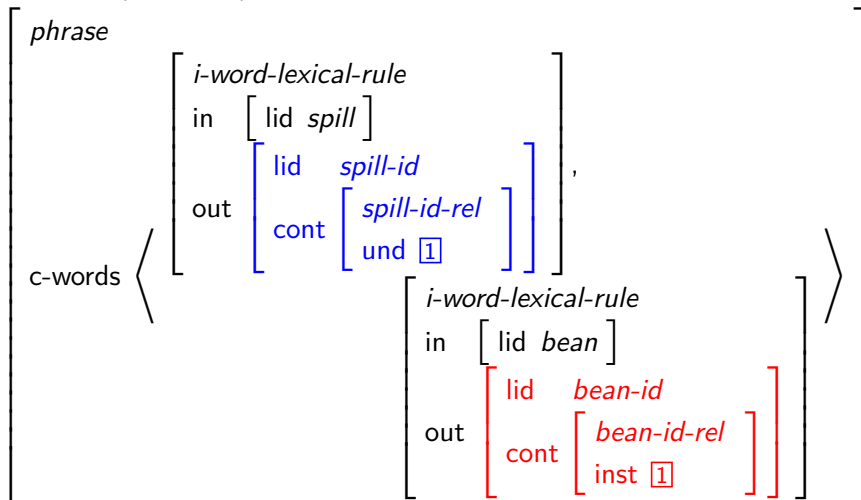 phrase
i-word-lexical-rule
in [ lid spill ]
lid spill-id
out
spill-id-rel
cont
und 1
,
c-words
i-word-lexical-rule
in [ lid bean ]
lid bean-id
out
bean-id-rel
cont
inst 1